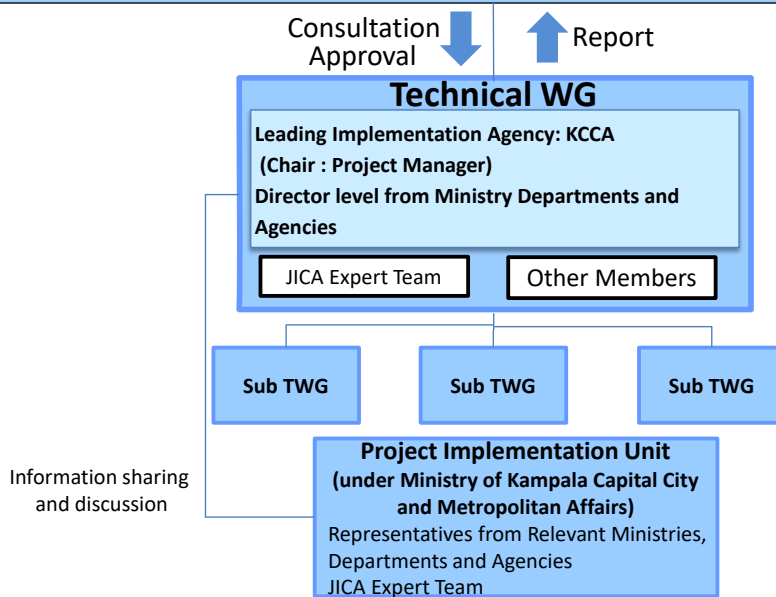 Consultation
Approval
Report
Technical WG
Leading Implementation Agency: KCCA
(Chair : Project Manager)
Director level from Ministry Departments and
Agencies
JICA Expert Team
Other Members
Sub TWG
Sub TWG
Sub TWG
Information sharing
and discussion
Project Implementation Unit
(under Ministry of Kampala Capital City
and Metropolitan Affairs)
Representatives from Relevant Ministries,
Departments and Agencies
JICA Expert Team